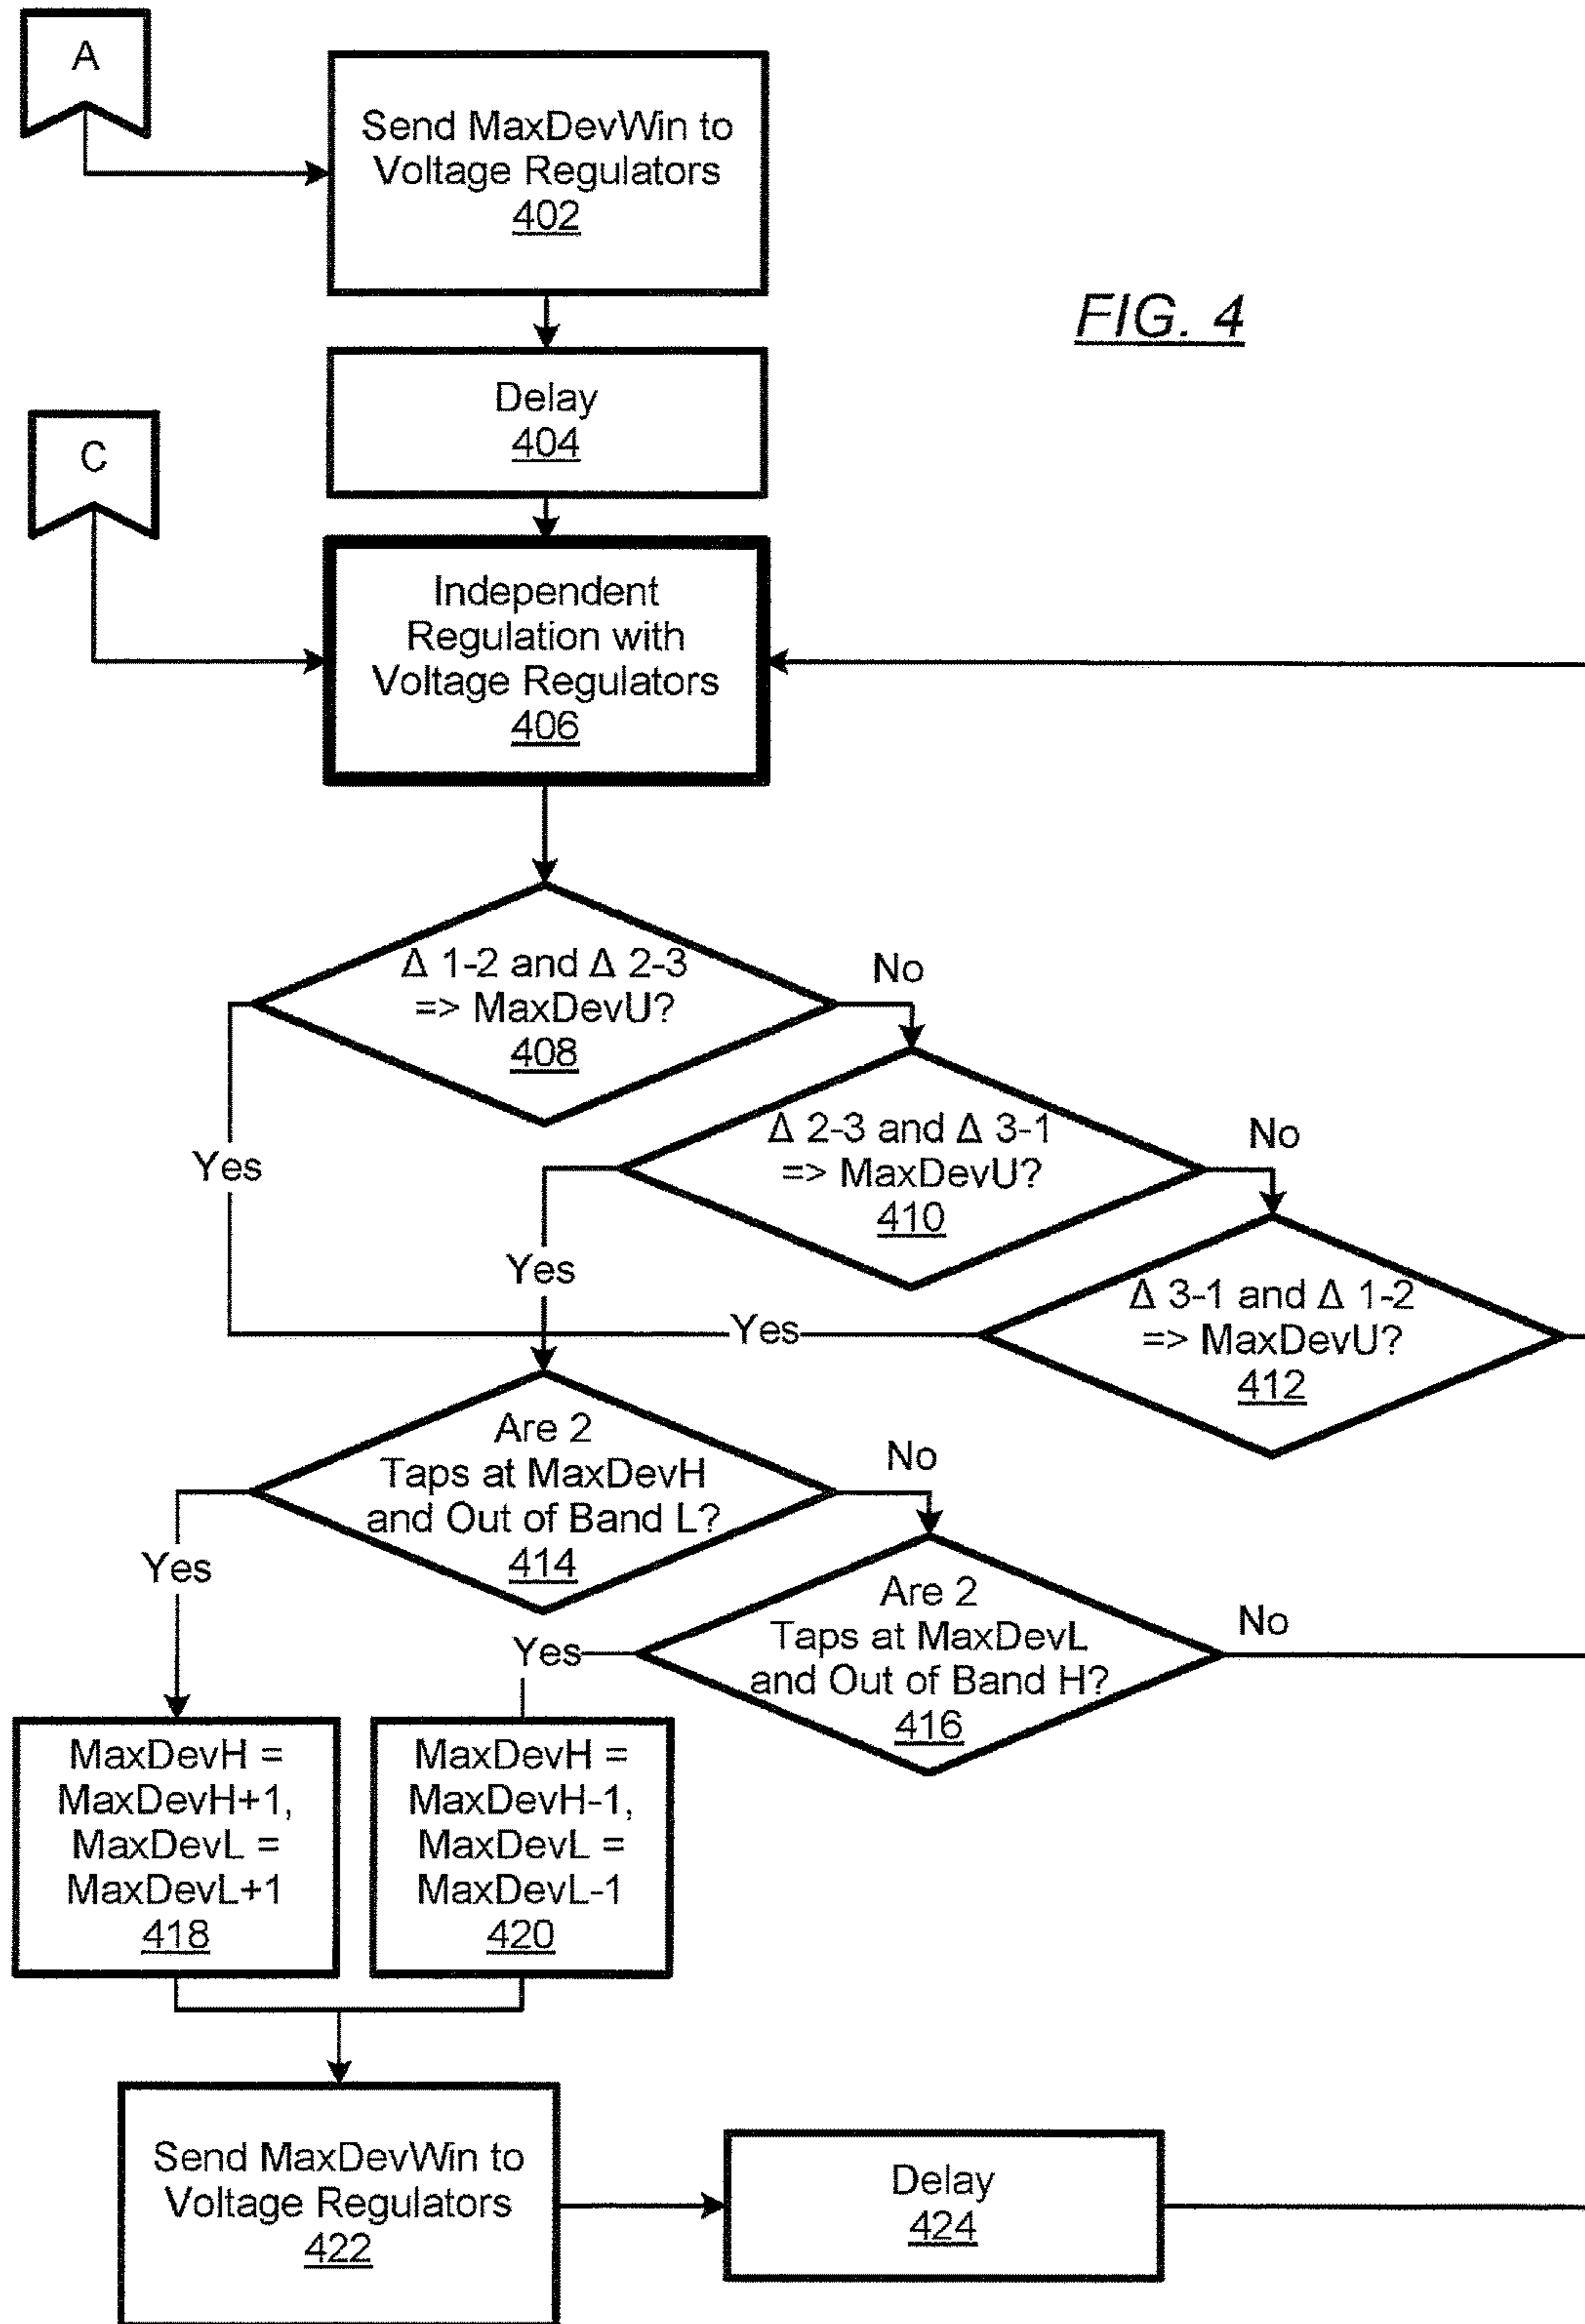 A
Send MaxDevWin to
Voltage Regulators
402
FIG. 4
Delay
404
C
Independent
Regulation with
Voltage Regulators
406
Δ 1-2 and Δ 2-3
=> MaxDevU?
408
No
Yes
Δ 2-3 and Δ 3-1
=> MaxDevU?
410
No
Yes
Δ 3-1 and Δ 1-2
=> MaxDevU?
412
Yes
Are 2
Taps at MaxDevH
and Out of Band L?
414
No
Yes
Are 2
Taps at MaxDevL
and Out of Band H?
416
No
Yes
MaxDevH =
MaxDevH+1,
MaxDevL =
MaxDevL+1
418
MaxDevH =
MaxDevH-1,
MaxDevL =
MaxDevL-1
420
Send MaxDevWin to
Voltage Regulators
422
Delay
424